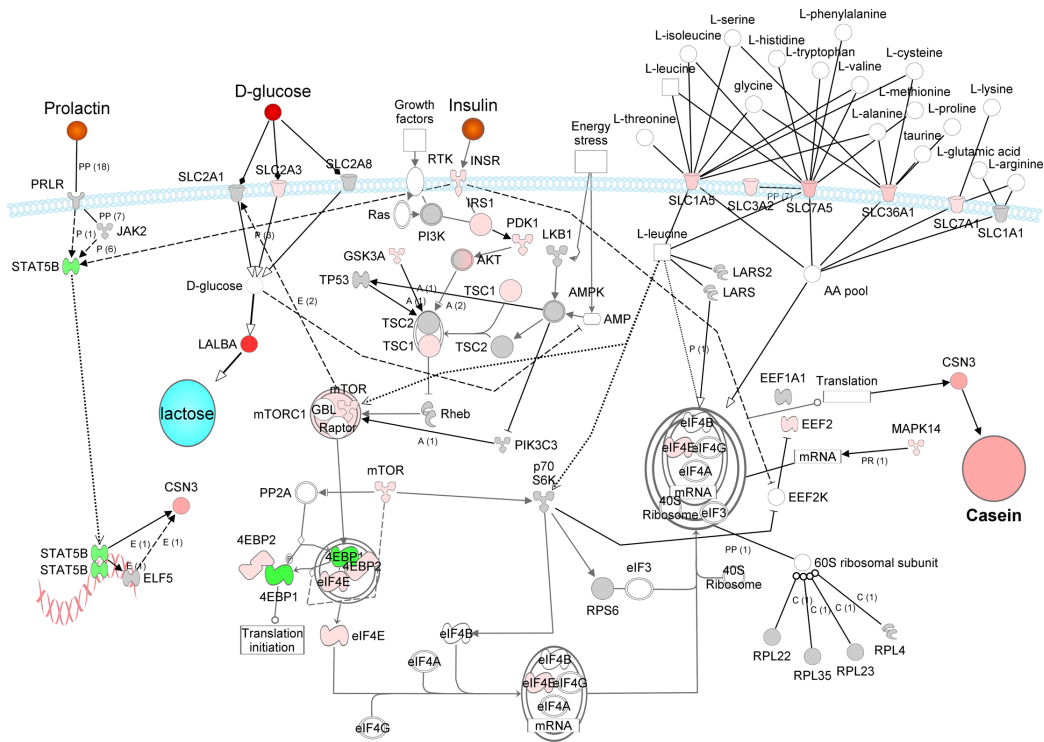 L-phenylalanine
L-serine
L-isoleucine
L-histidine
L-tryptophan
L-cysteine
L-leucine
L-valine
glycine
L-methionine
L-lysine
L-alanine
L-proline
L-threonine
taurine
L-glutamic acid
L-arginine
Prolactin
D-glucose
Growth
factors
Insulin
Energy
stress
PP (18)
PRLR
SLC2A1
SLC2A3
SLC2A8
RTK
INSR
SLC1A5
SLC3A2
PP (7)
SLC7A5
SLC36A1
SLC7A1
SLC1A1
PP (7)
P (1)
JAK2
P (6)
STAT5B
P (3)
Ras
PI3K
IRS1
PDK1
LKB1
L-leucine
LARS2
LARS
AA pool
GSK3A
AKT
TP53
A (1)
A (1)
A (2)
TSC1
AMPK
AMP
D-glucose
E (2)
TSC2
TSC1
TSC2
P (1)
LALBA
lactose
mTOR
GBL
mTORC1
Raptor
Rheb
A (1)
PIK3C3
EEF1A1
Translation
CSN3
EEF2
MAPK14
mRNA
PR (1)
Casein
eIF4B
eIF4E
eIF4G
eIF4A
mRNA
40S
Ribosome
eIF3
EEF2K
mTOR
p70
S6K
PP2A
CSN3
E (1)
E (1)
E (1)
STAT5B
STAT5B
ELF5
4EBP2
4EBP1
4EBP1
4EBP2
eIF4E
Translation
initiation
eIF4E
RPS6
eIF3
40S
Ribosome
PP (1)
60S ribosomal subunit
C (1)
C (1)
C (1)
C (1)
RPL22
RPL35
RPL23
RPL4
eIF4B
eIF4A
eIF4G
eIF4B
eIF4E
eIF4G
eIF4A
mRNA